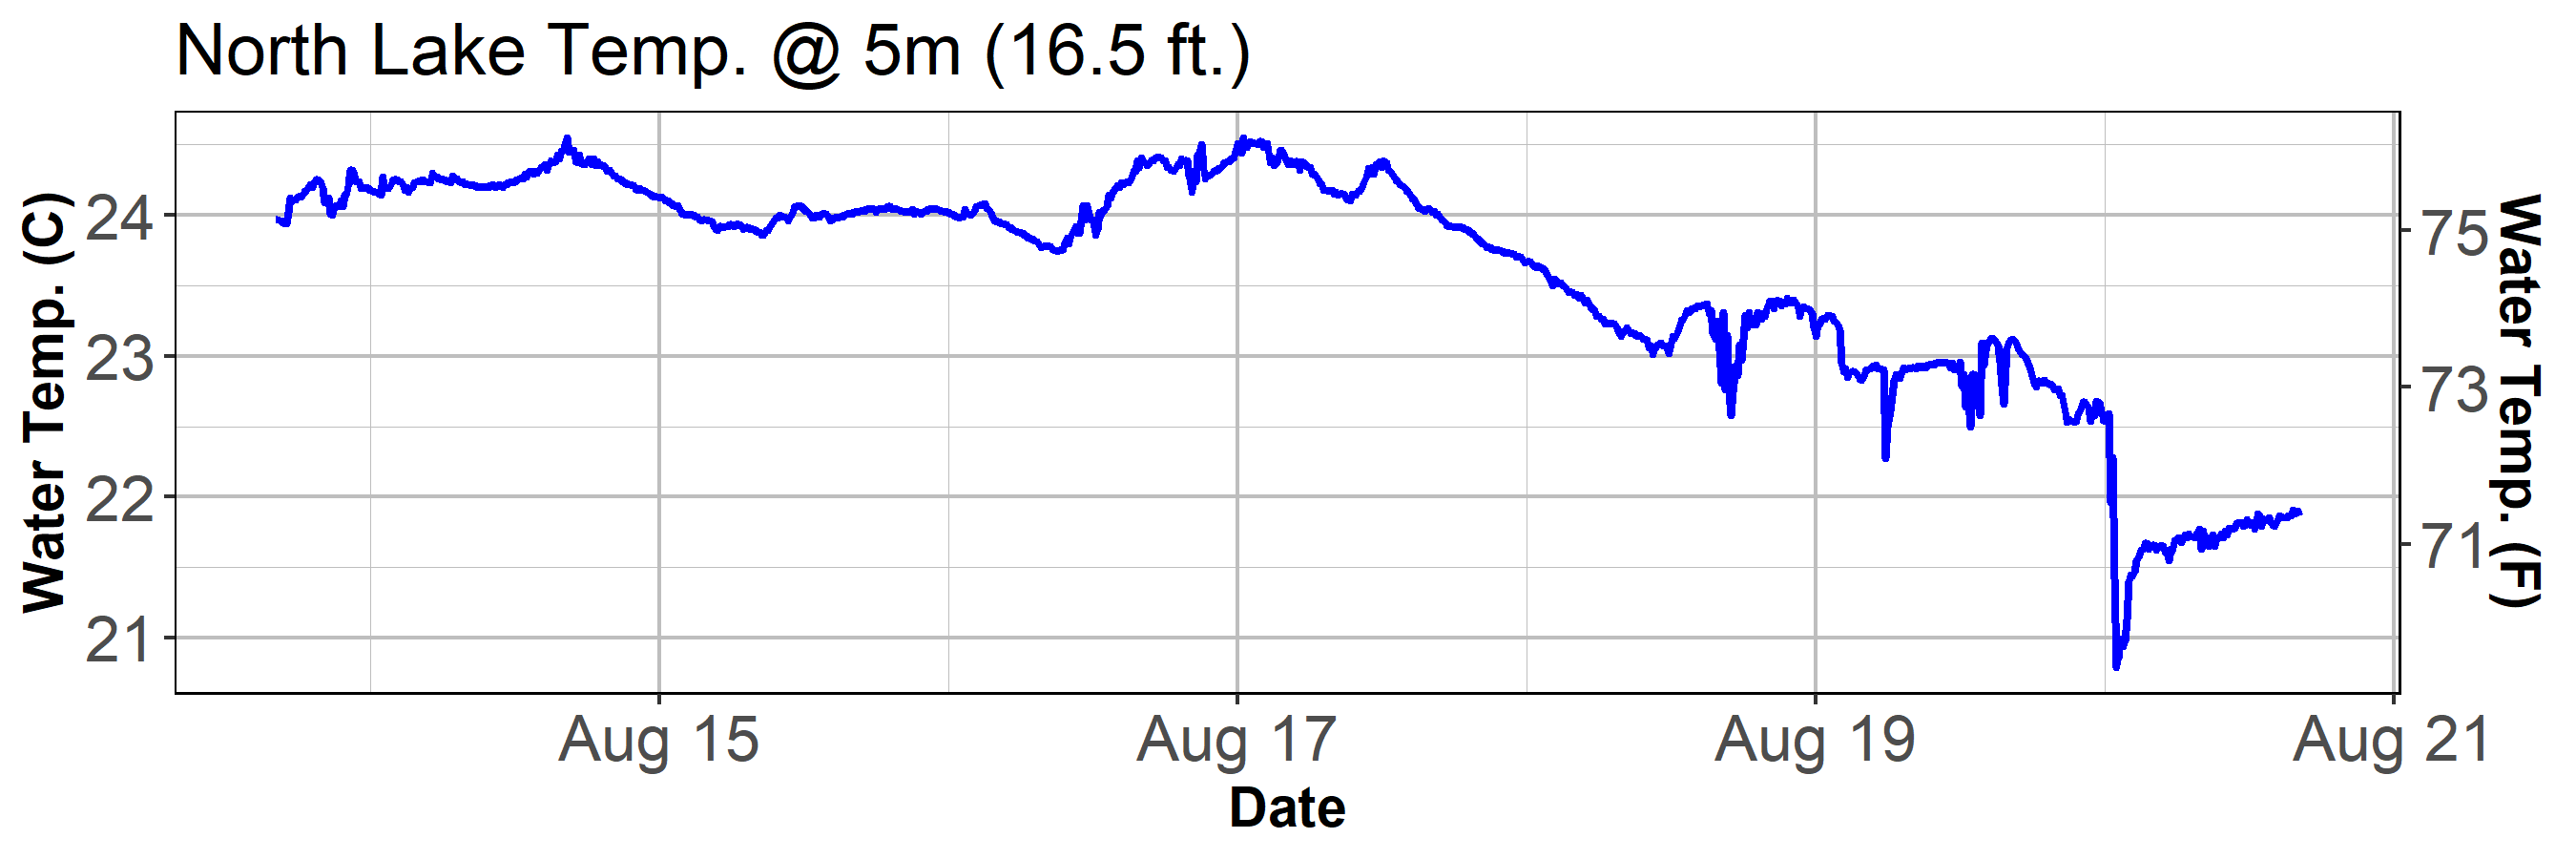 North Lake Temp. @ 5m (16.5 ft.)
Water Temp. (C)
24
23
22
21
75
73
71
Water Temp. (F)
Aug 15 Aug 17 Aug 19 Aug 21
Date